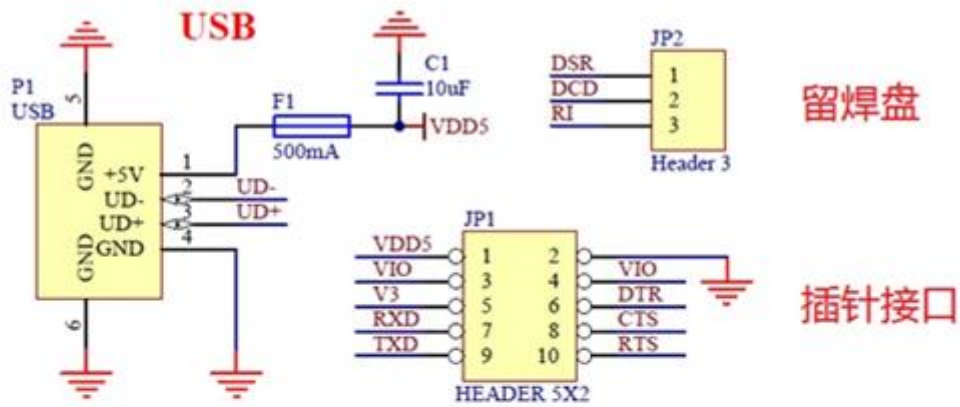 USB
P1
USB
5
GND
+5V
UD-
UD+
GND
GND
1
2
3
4
6
UD-
UD+
F1
500mA
C1
10uF
VDD5
JP2
DSR
DCD
RI
1
2
3
Header 3
留焊盘
JP1
VDD5 1 2
VIO 3 4 VIO
V3 5 6 DTR
RXD 7 8 CTS
TXD 9 10 RTS
HEADER 5X2
插针接口